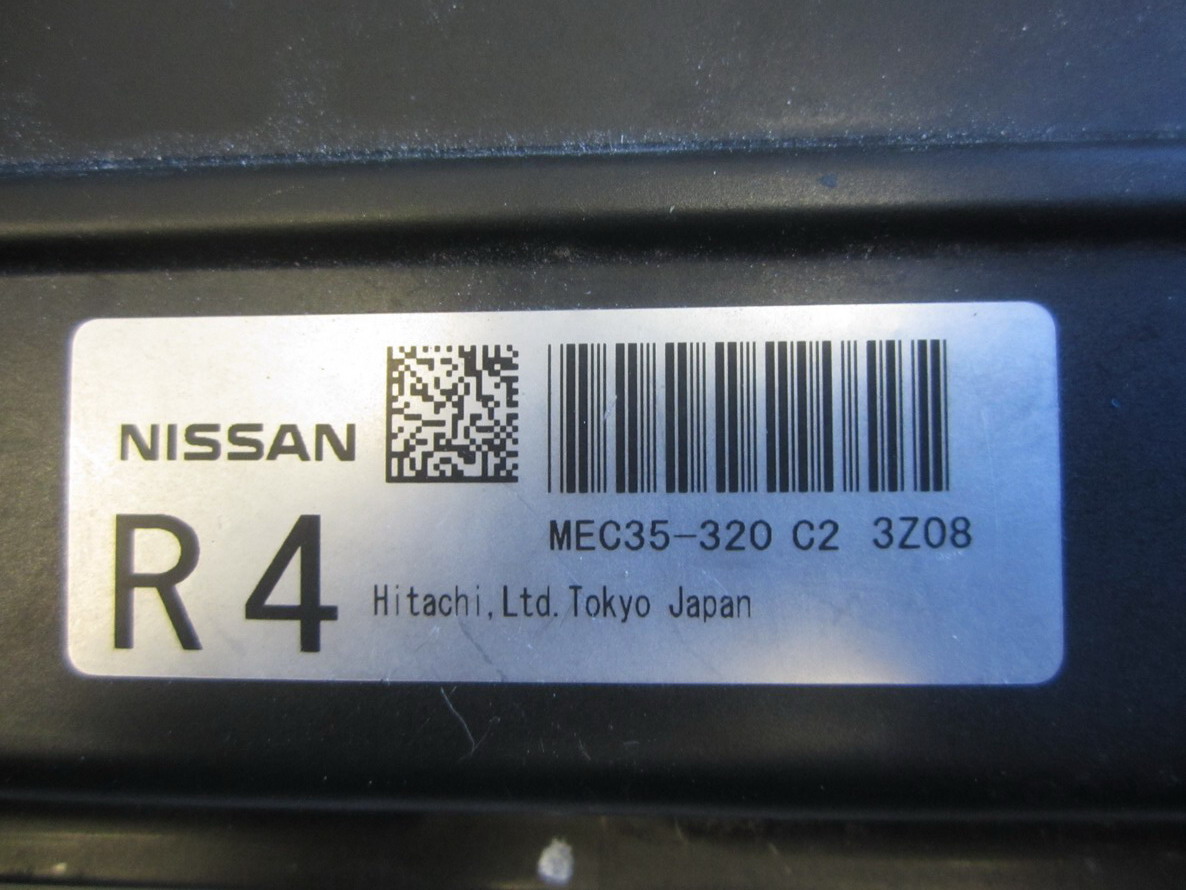 NISSAN
MEC35-320 C2 3Z08
R4
Hitachi,Ltd.Tokyo Japan